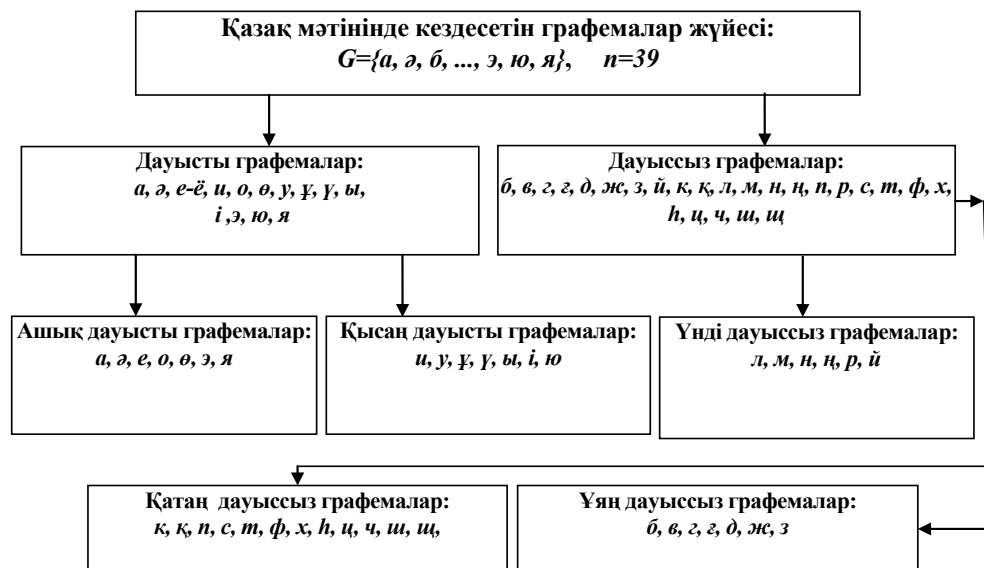 Қазақ мәтінінде кездесетін графемалар жүйесі:
G={а, ә, б, ..., э, ю, я}, n=39
Дауысты графемалар:
а, ә, е-ё, и, о, ө, у, ұ, ү, ы,
і ,э, ю, я
Дауыссыз графемалар:
б, в, г, ғ, д, ж, з, й, к, қ, л, м, н, ң, п, р, с, т, ф, х,
һ, ц, ч, ш, щ
Ашық дауысты графемалар:
а, ә, е, о, ө, э, я
Қысаң дауысты графемалар:
и, у, ұ, ү, ы, і, ю
Үнді дауыссыз графемалар:
л, м, н, ң, р, й
Қатаң дауыссыз графемалар:
к, қ, п, с, т, ф, х, һ, ц, ч, ш, щ,
Ұяң дауыссыз графемалар:
б, в, г, ғ, д, ж, з